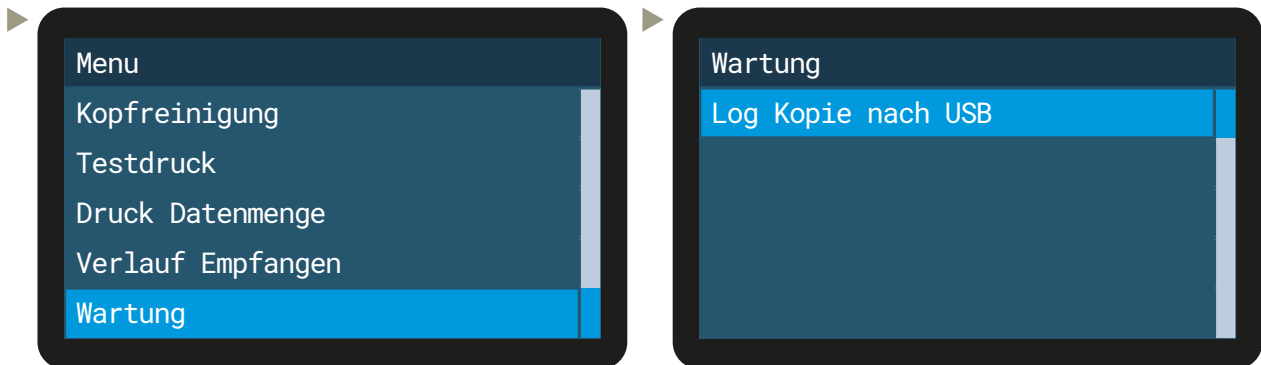 Menu
Kopfreinigung
Testdruck
Druck Datenmenge
Verlauf Empfangen
Wartung
Wartung
Log Kopie nach USB